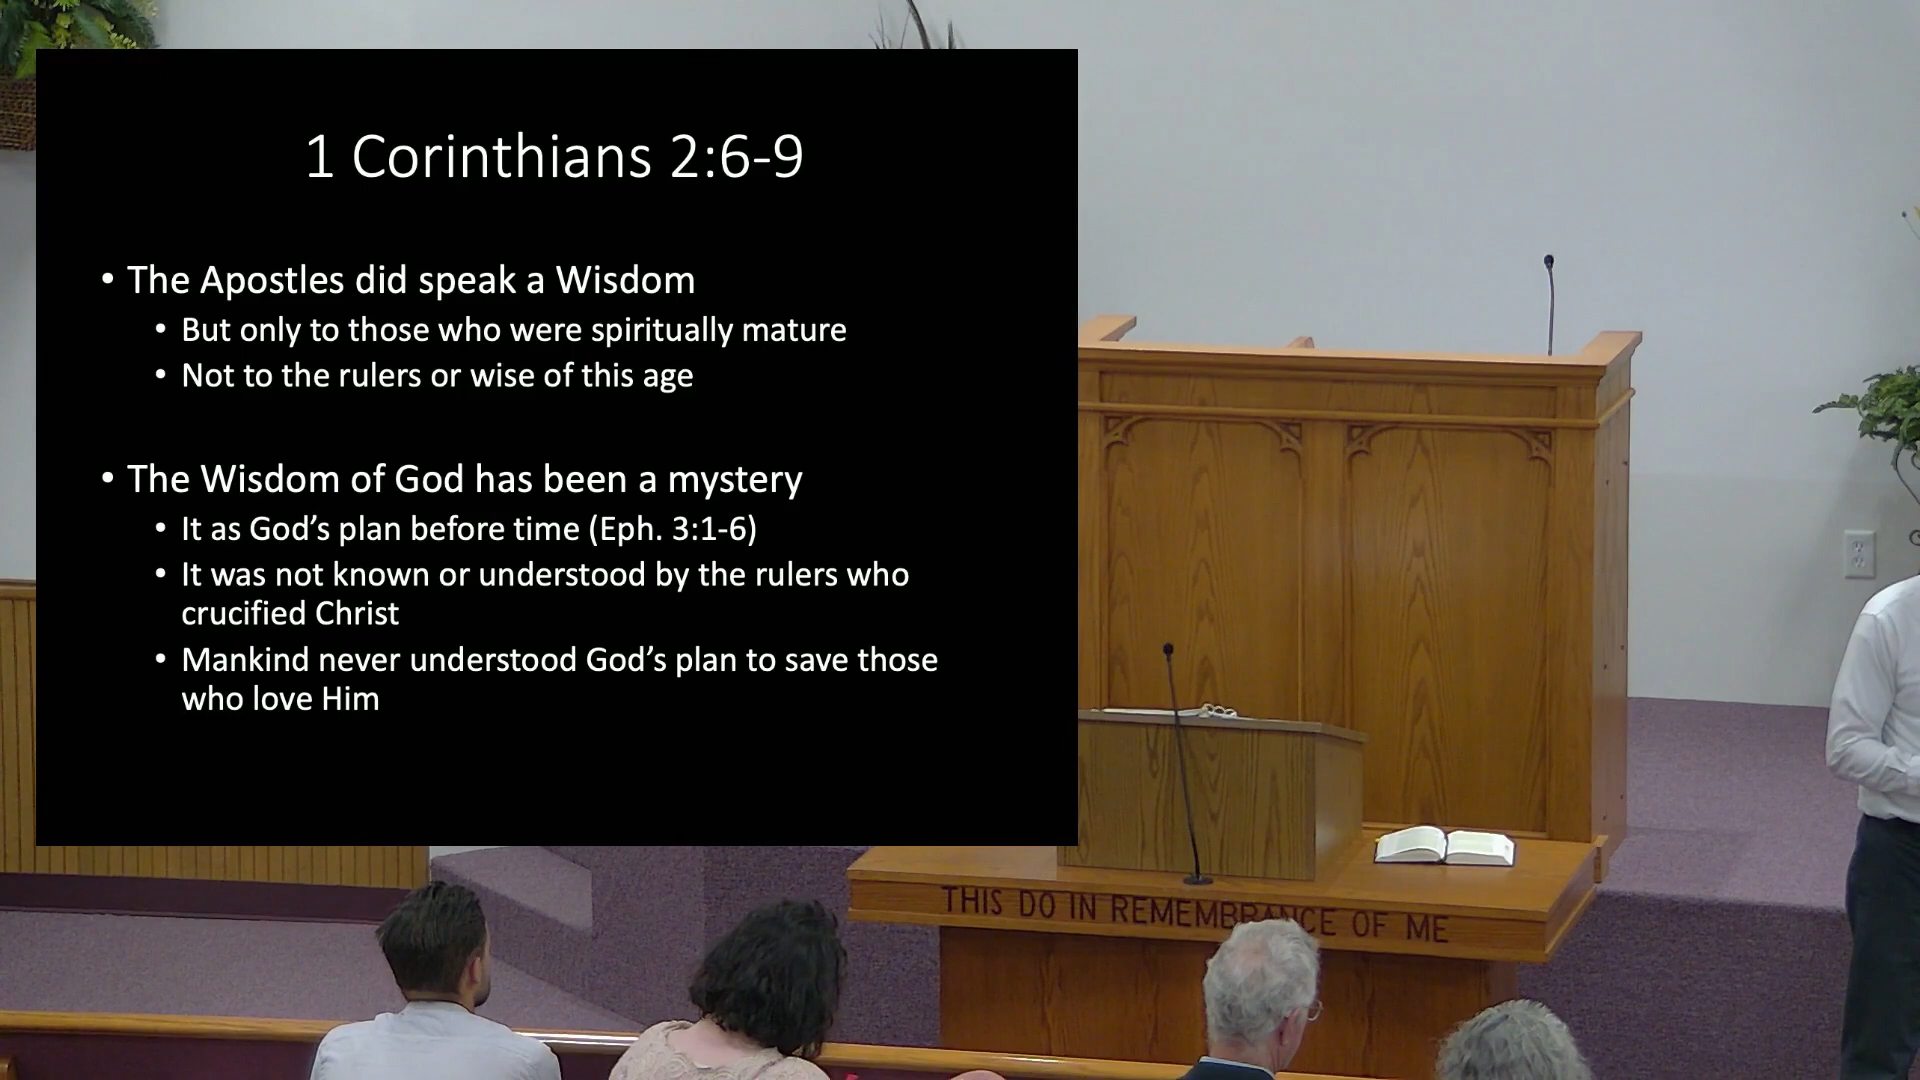 1 Corinthians 2:6-9
• The Apostles did speak a Wisdom
• But only to those who were spiritually mature
• Not to the rulers or wise of this age
• The Wisdom of God has been a mystery
• It as God’s plan before time (Eph. 3:1-6)
• It was not known or understood by the rulers who
crucified Christ
• Mankind never understood God’s plan to save those
who love Him
THIS DO IN REMEMBRANCE OF ME